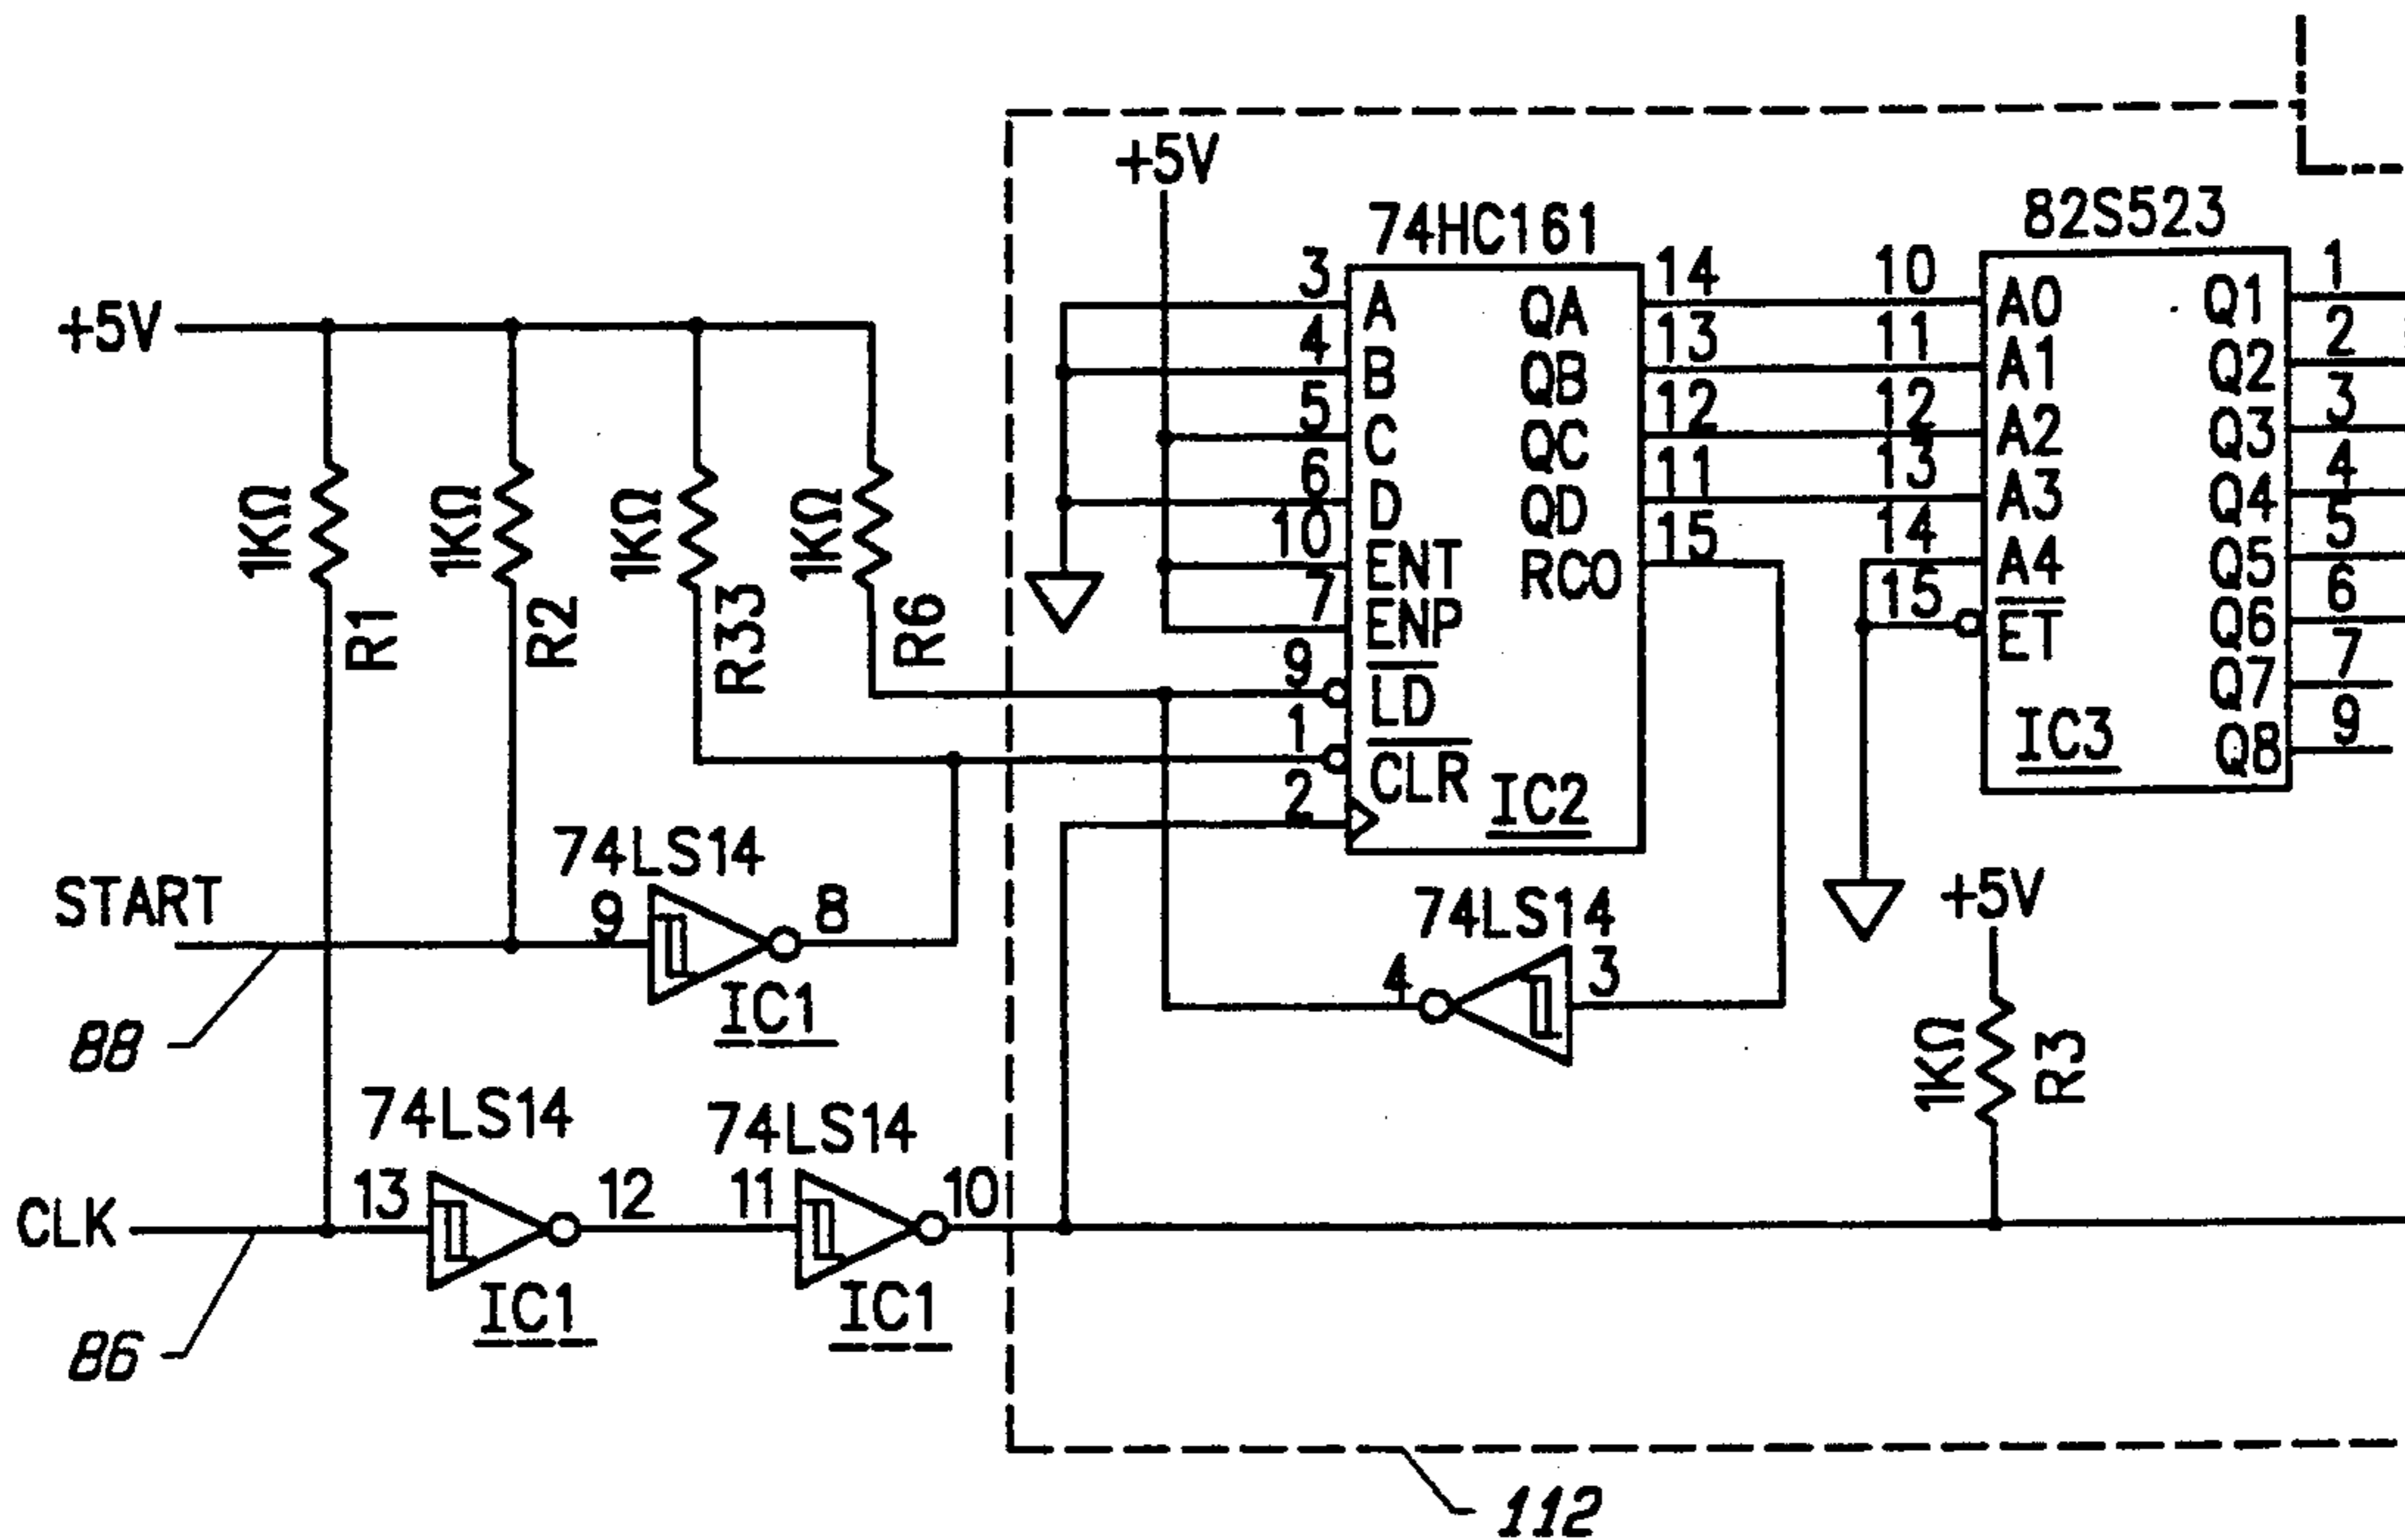 +5V
74HC161
82S523
3 A QA 14 10 A0 Q1 1
4 B QB 13 11 A1 Q2 2
5 C QC 12 12 A2 Q3 3
6 D QD 11 13 A3 Q4 4
10 ENT RCO 15 14 A4 Q5 5
7 ENP 15 ET Q6 6
9 LD Q7 7
1 CLR Q8 9
2 IC2 IC3
+5V
1KΩ R1
1KΩ R2
1KΩ R33
1KΩ R6
START
74LS14
9 8
IC1
88
74LS14
4 3
+5V
1KΩ R3
CLK
74LS14
13 12
IC1
74LS14
11 10
IC1
86
112